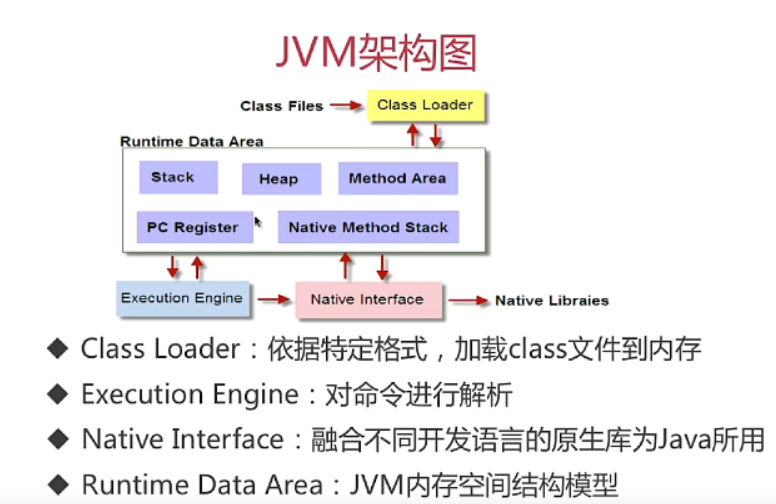 JVM架构图
Class Files
Class Loader
Runtime Data Area
Stack
Heap
Method Area
PC Register
Native Method Stack
Execution Engine
Native Interface
Native Libraies
◆ Class Loader：依据特定格式，加载class文件到内存
◆ Execution Engine：对命令进行解析
◆ Native Interface：融合不同开发语言的原生库为Java所用
◆ Runtime Data Area：JVM内存空间结构模型